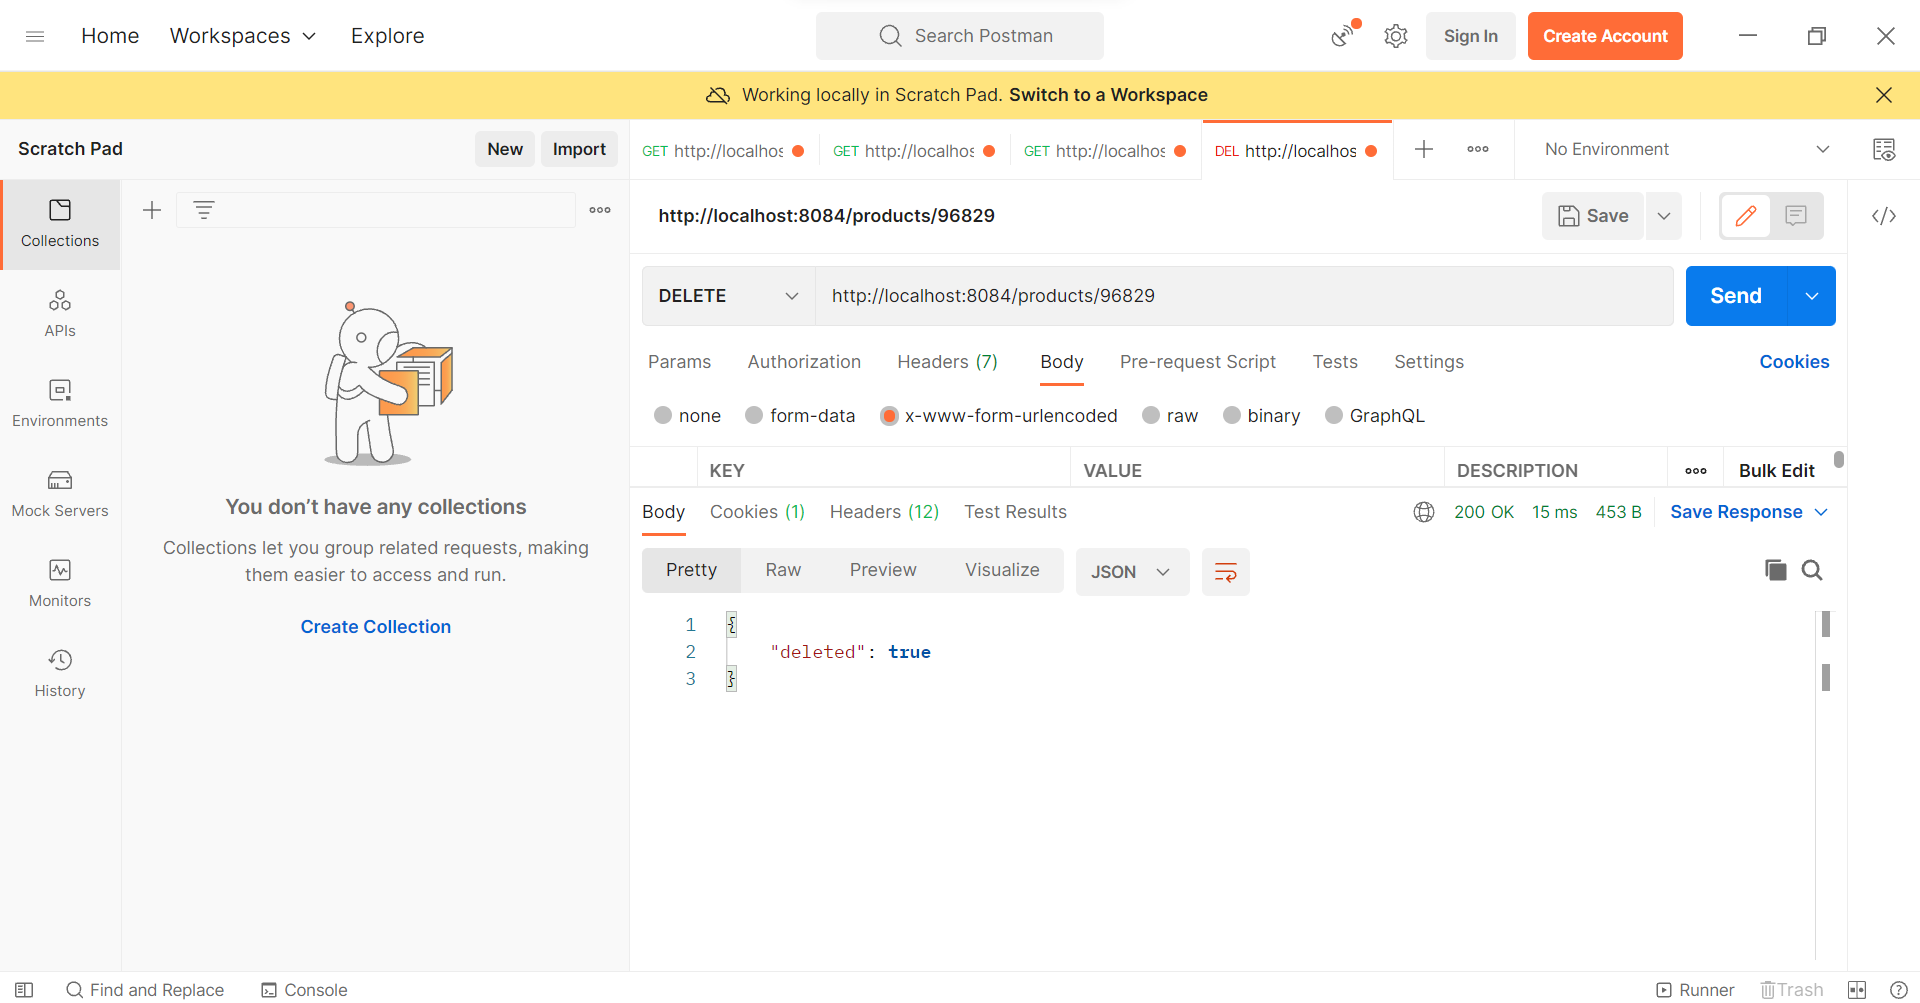 Home Workspaces Explore
Search Postman
Sign In Create Account
Working locally in Scratch Pad. Switch to a Workspace
Scratch Pad New Import
GET http://localhos GET http://localhos GET http://localhos DEL http://localhos
No Environment
Collections
APIs
Environments
Mock Servers
Monitors
History
You don’t have any collections
Collections let you group related requests, making
them easier to access and run.
Create Collection
http://localhost:8084/products/96829
Save
DELETE http://localhost:8084/products/96829 Send
Params Authorization Headers (7) Body Pre-request Script Tests Settings Cookies
none form-data x-www-form-urlencoded raw binary GraphQL
KEY VALUE DESCRIPTION Bulk Edit
Body Cookies (1) Headers (12) Test Results 200 OK 15 ms 453 B Save Response
Pretty Raw Preview Visualize JSON
1 {
2 "deleted": true
3 }
Find and Replace Console Runner Trash